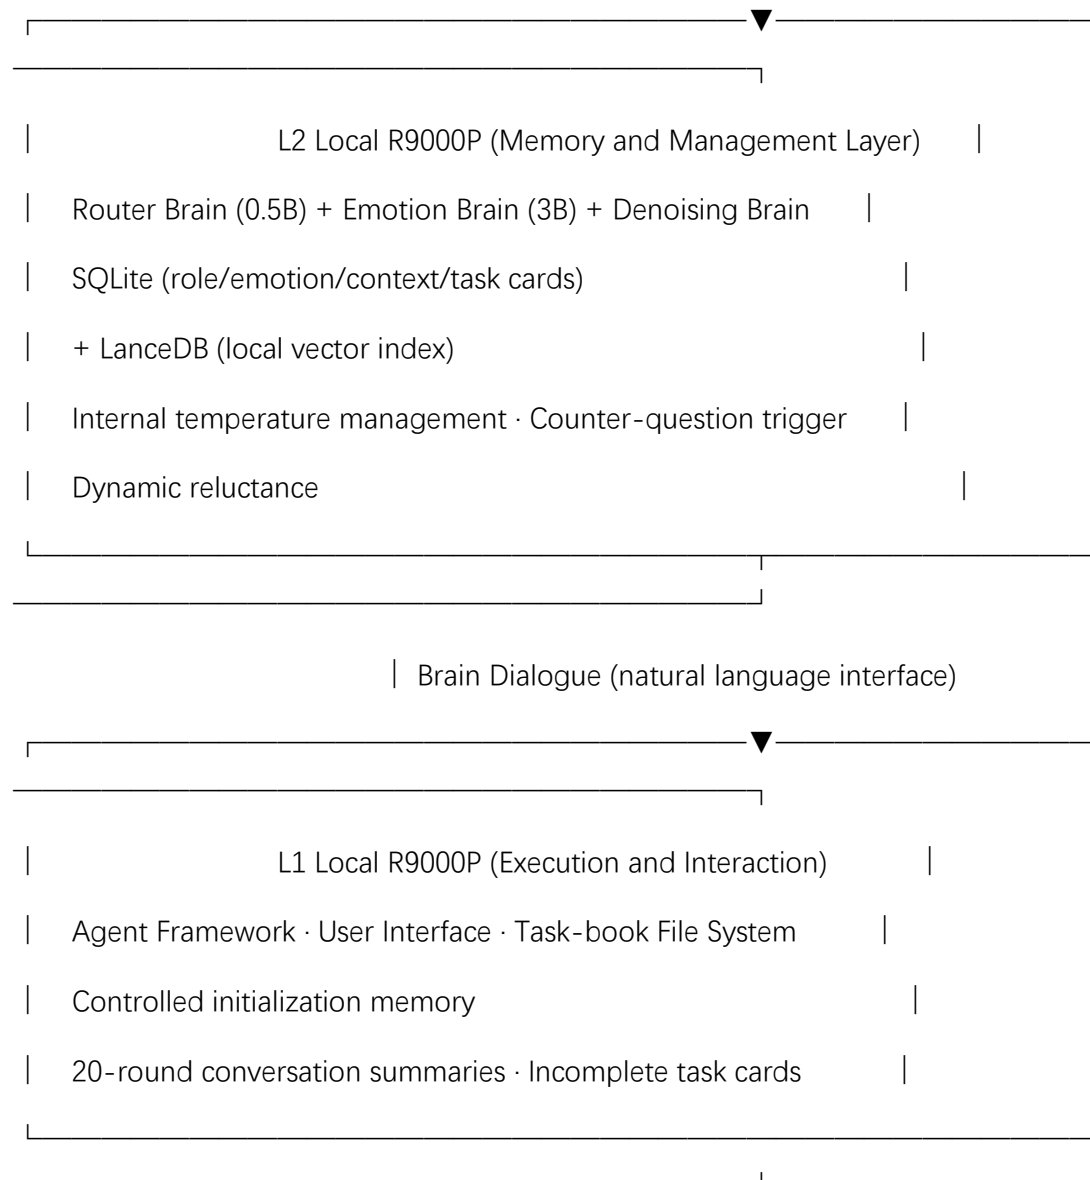 L2 Local R9000P (Memory and Management Layer)
Router Brain (0.5B) + Emotion Brain (3B) + Denoising Brain
SQLite (role/emotion/context/task cards)
+ LanceDB (local vector index)
Internal temperature management · Counter-question trigger
Dynamic reluctance
Brain Dialogue (natural language interface)
L1 Local R9000P (Execution and Interaction)
Agent Framework · User Interface · Task-book File System
Controlled initialization memory
20-round conversation summaries · Incomplete task cards